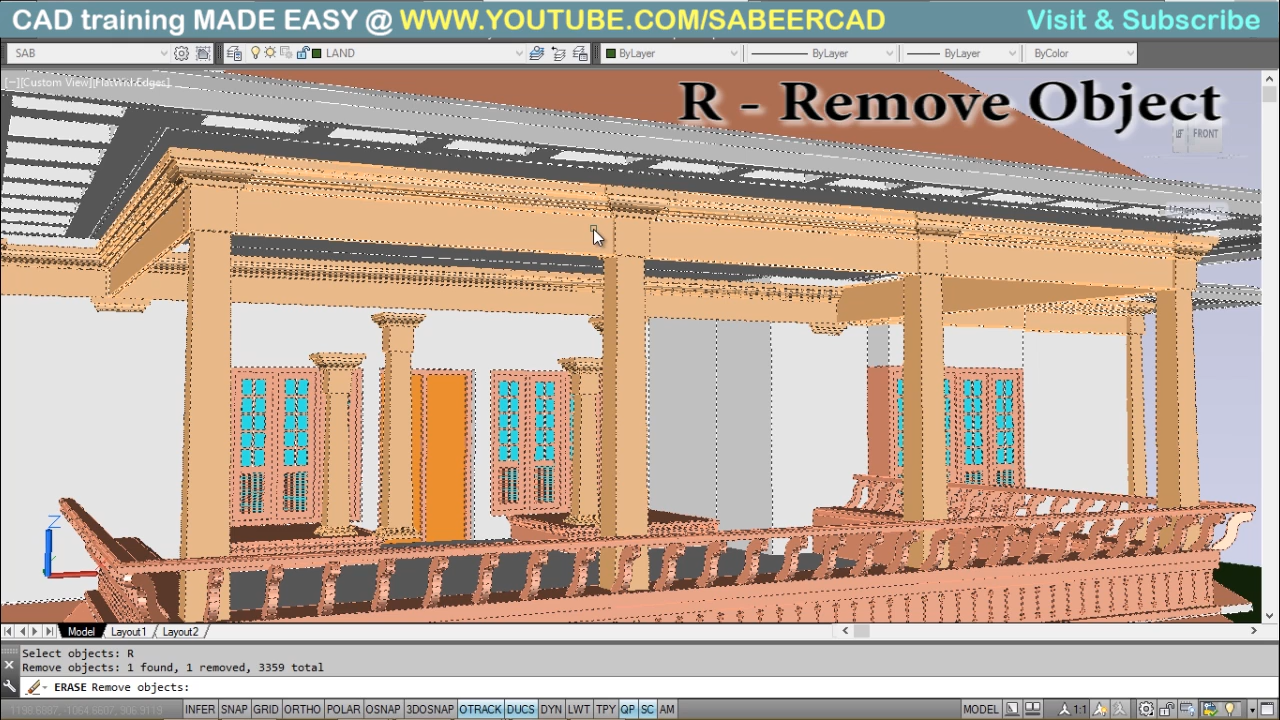 CAD training MADE EASY @ WWW.YOUTUBE.COM/SABEERCAD Visit & Subscribe
SAB LAND ByLayer ByLayer ByLayer ByColor
[−][Custom View][Flat With Edges]
R - Remove Object
FRONT
Model Layout1 Layout2
Select objects: R
Remove objects: 1 found, 1 removed, 3359 total
ERASE Remove objects:
INFER SNAP GRID ORTHO POLAR OSNAP 3DOSNAP OTRACK DUCS DYN LWT TPY QP SC AM MODEL 1:1